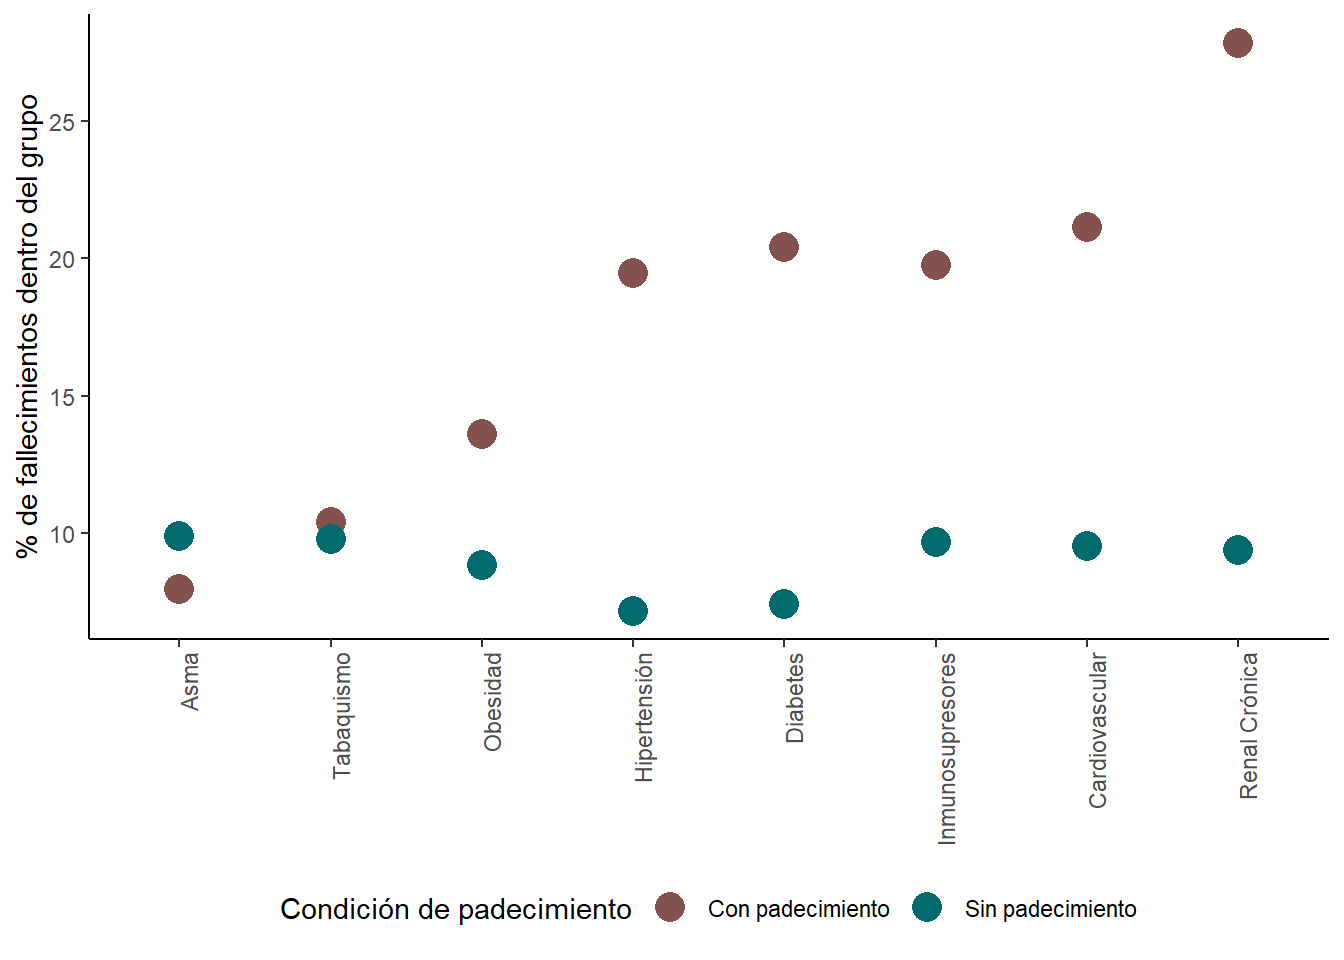 % de fallecimientos dentro del grupo
25
20
15
10
Asma
Tabaquismo
Obesidad
Hipertensión
Diabetes
Inmunosupresores
Cardiovascular
Renal Crónica
Condición de padecimiento
Con padecimiento
Sin padecimiento